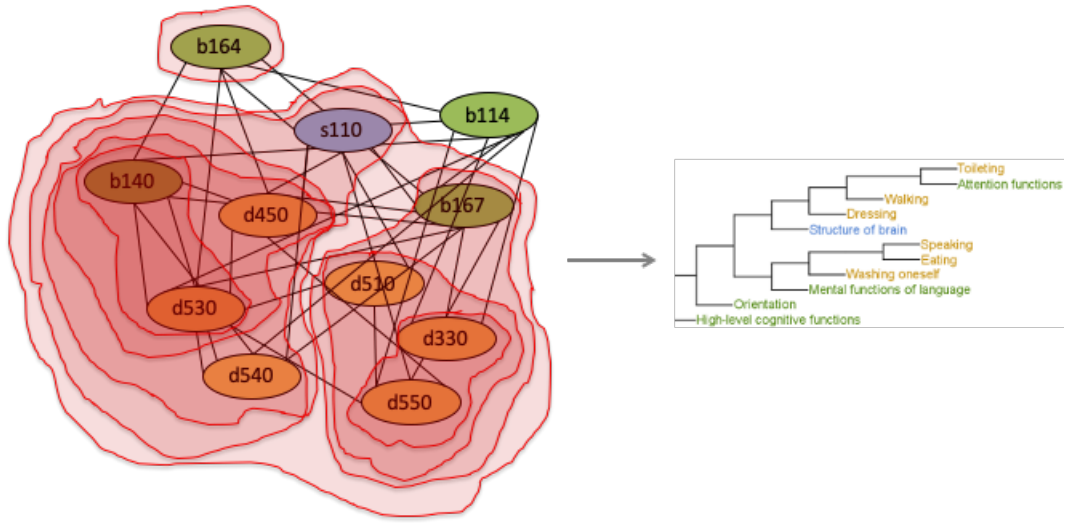 b164
b114
s110
b140
b167
d450
d510
d530
d330
d540
d550
Toileting
Attention functions
Walking
Dressing
Structure of brain
Speaking
Eating
Washing oneself
Mental functions of language
Orientation
High-level cognitive functions